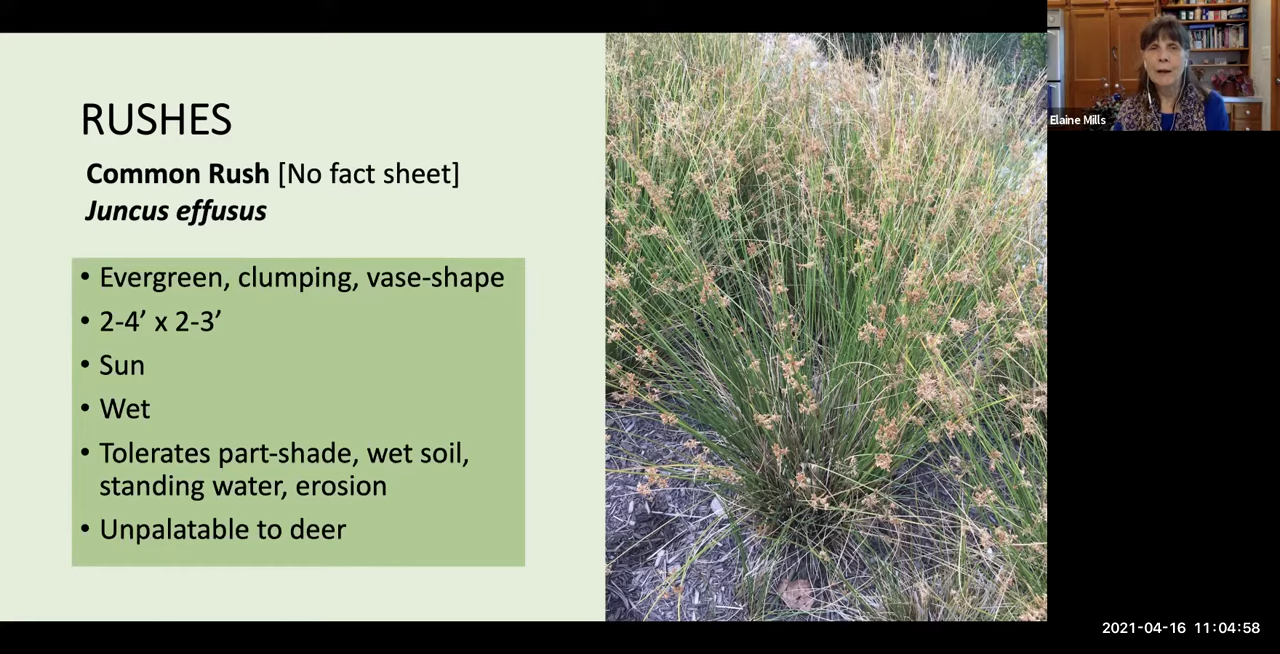 RUSHES
Common Rush [No fact sheet]
Juncus effusus
• Evergreen, clumping, vase-shape
• 2-4’ x 2-3’
• Sun
• Wet
• Tolerates part-shade, wet soil,
standing water, erosion
• Unpalatable to deer
Elaine Mills
2021-04-16 11:04:58